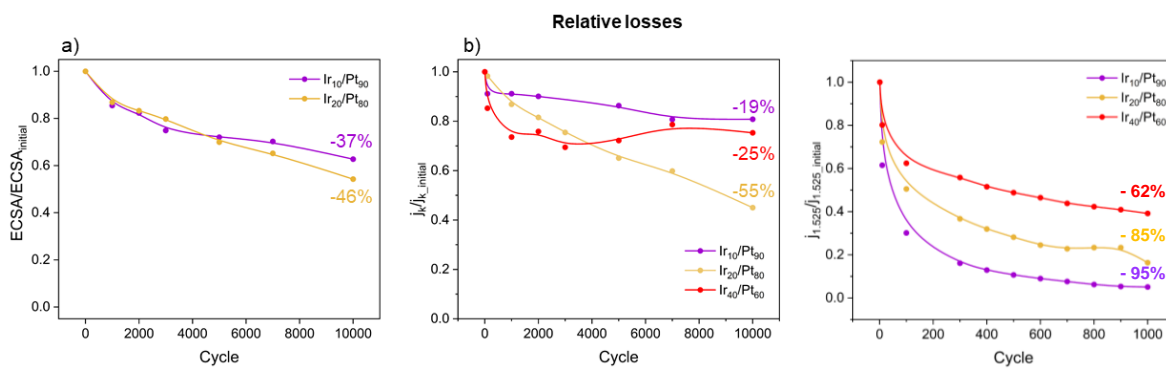 Relative losses
a)
ECSA/ECSA_initial
1.0
0.8
0.6
0.4
0.2
0.0
Ir₁₀/Pt₉₀
Ir₂₀/Pt₈₀
-37%
-46%
0 2000 4000 6000 8000 10000
Cycle
b)
jₖ/jₖ_initial
1.0
0.8
0.6
0.4
0.2
0.0
-19%
-25%
-55%
Ir₁₀/Pt₉₀
Ir₂₀/Pt₈₀
Ir₄₀/Pt₆₀
0 2000 4000 6000 8000 10000
Cycle
j₁.₅₂₅/j₁.₅₂₅_initial
1.0
0.8
0.6
0.4
0.2
0.0
Ir₁₀/Pt₉₀
Ir₂₀/Pt₈₀
Ir₄₀/Pt₆₀
- 62%
- 85%
- 95%
0 200 400 600 800 1000
Cycle